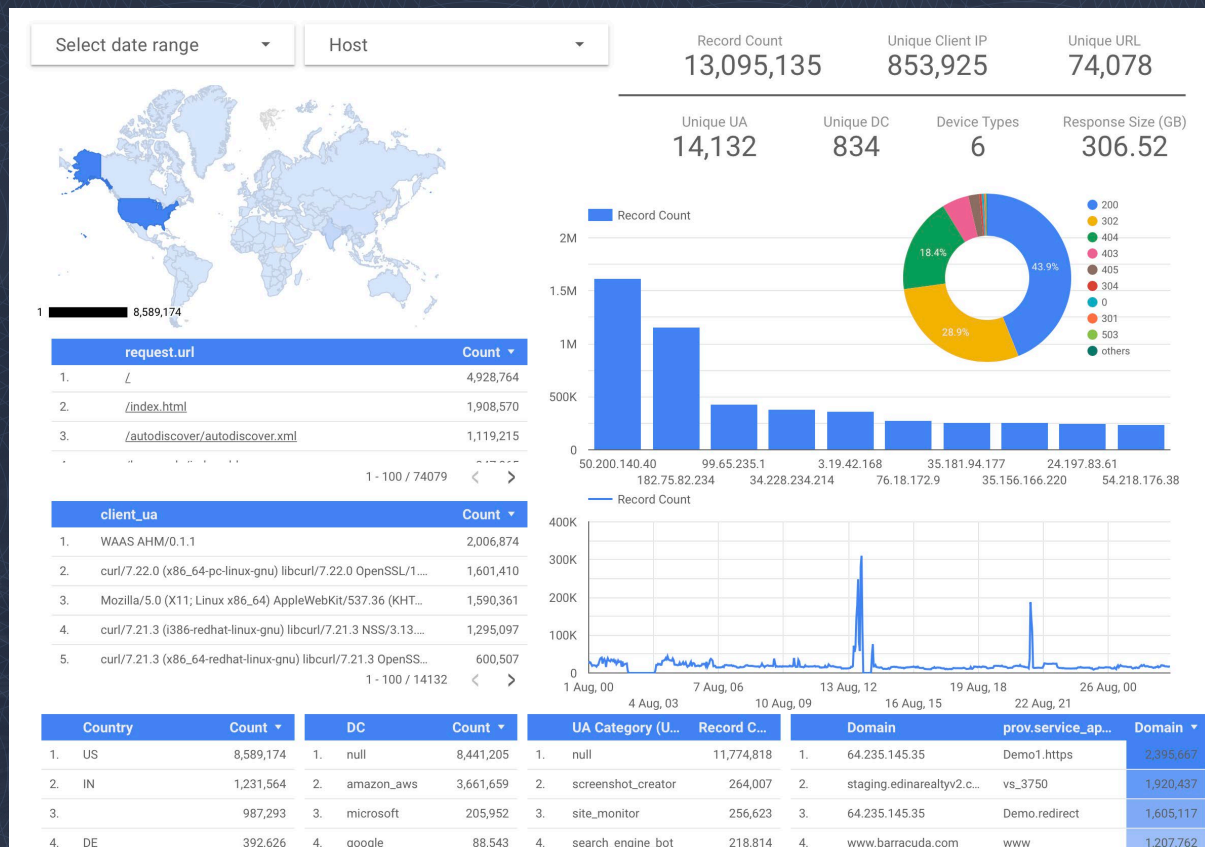 Select date range
Host
Record Count
13,095,135
Unique Client IP
853,925
Unique URL
74,078
Unique UA
14,132
Unique DC
834
Device Types
6
Response Size (GB)
306.52
1
8,589,174
Record Count
2M
1.5M
1M
500K
0
50.200.140.40
182.75.82.234
99.65.235.1
34.228.234.214
3.19.42.168
76.18.172.9
35.181.94.177
35.156.166.220
24.197.83.61
54.218.176.38
43.9%
28.9%
18.4%
200
302
404
403
405
304
0
301
503
others
request.url Count
1. / 4,928,764
2. /index.html 1,908,570
3. /autodiscover/autodiscover.xml 1,119,215
1 - 100 / 74079
client_ua Count
1. WAAS AHM/0.1.1 2,006,874
2. curl/7.22.0 (x86_64-pc-linux-gnu) libcurl/7.22.0 OpenSSL/1.... 1,601,410
3. Mozilla/5.0 (X11; Linux x86_64) AppleWebKit/537.36 (KHT... 1,590,361
4. curl/7.21.3 (i386-redhat-linux-gnu) libcurl/7.21.3 NSS/3.13.... 1,295,097
5. curl/7.21.3 (x86_64-redhat-linux-gnu) libcurl/7.21.3 OpenSS... 600,507
1 - 100 / 14132
Record Count
400K
300K
200K
100K
0
1 Aug, 00
4 Aug, 03
7 Aug, 06
10 Aug, 09
13 Aug, 12
16 Aug, 15
19 Aug, 18
22 Aug, 21
26 Aug, 00
Country Count
1. US 8,589,174
2. IN 1,231,564
3. 987,293
4. DE 392,626
DC Count
1. null 8,441,205
2. amazon_aws 3,661,659
3. microsoft 205,952
4. google 88,543
UA Category (U... Record C...
1. null 11,774,818
2. screenshot_creator 264,007
3. site_monitor 256,623
4. search_engine_bot 218,814
Domain prov.service_ap... Domain
1. 64.235.145.35 Demo1.https 2,395,667
2. staging.edinarealtyv2.c... vs_3750 1,920,437
3. 64.235.145.35 Demo.redirect 1,605,117
4. www.barracuda.com www 1,207,762